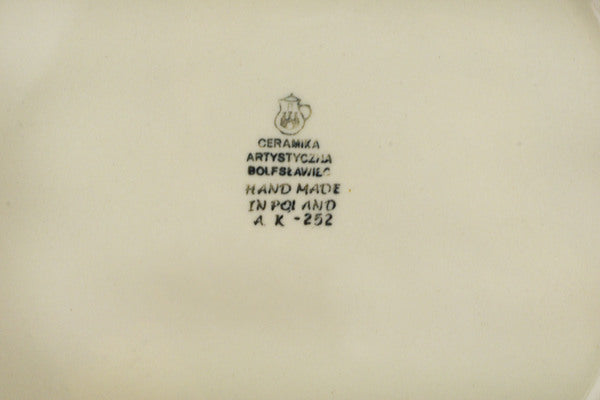 CERAMIKA
ARTYSTYCZNA
BOLESŁAWIEC
HAND MADE
IN POLAND
A K -252